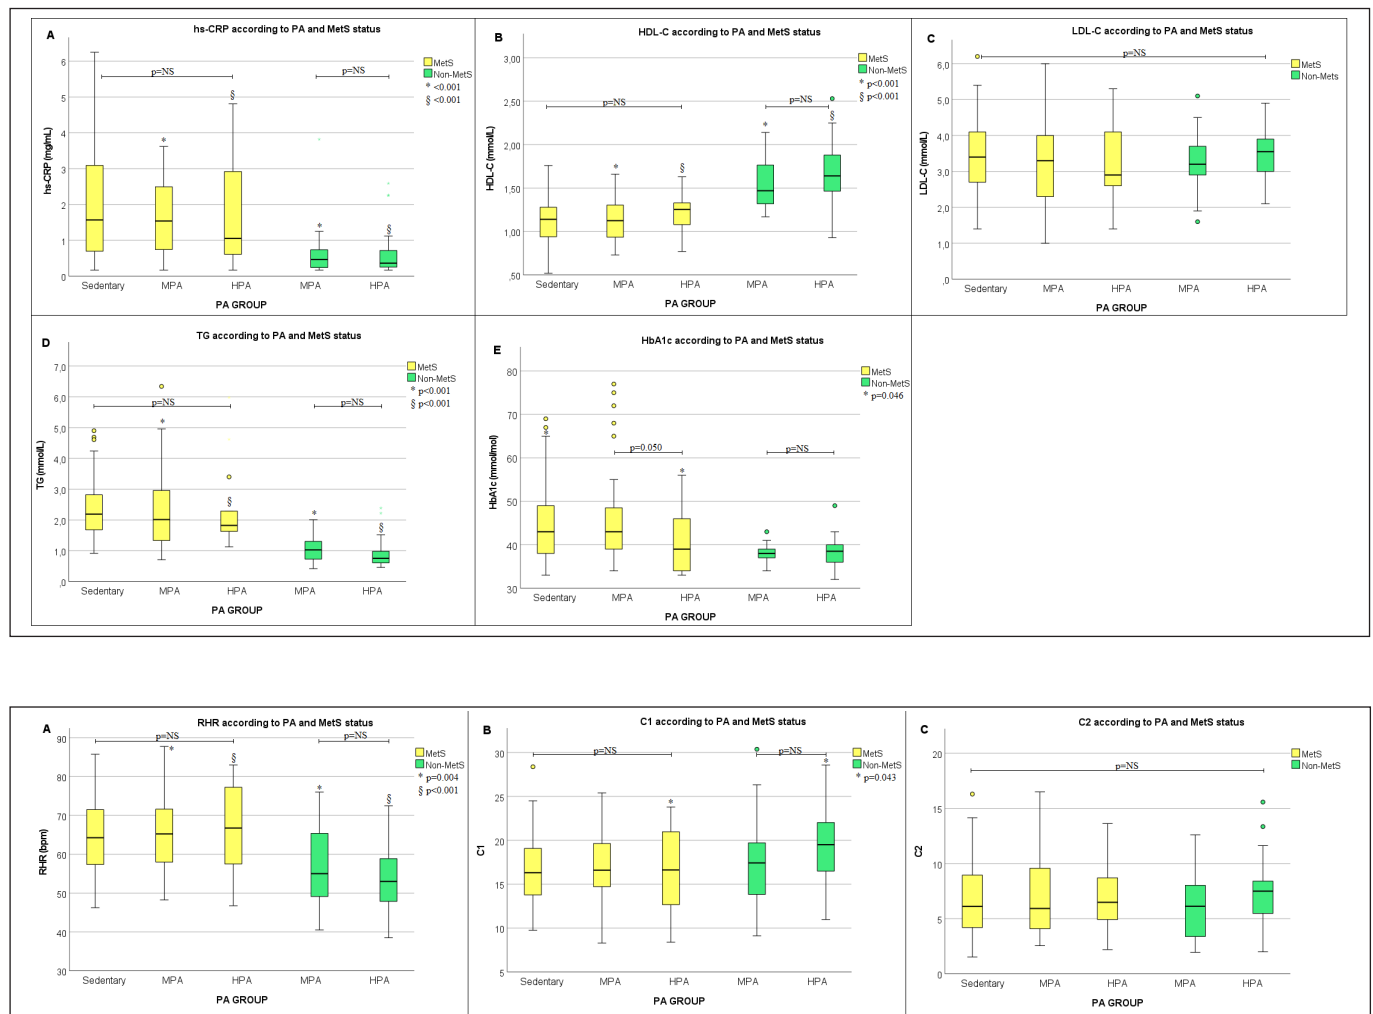 A
hs-CRP according to PA and MetS status
MetS
Non-MetS
* <0.001
§ <0.001
p=NS
p=NS
6
5
4
3
2
1
0
hs-CRP (mg/mL)
§
*
*
§
Sedentary MPA HPA MPA HPA
PA GROUP
B
HDL-C according to PA and MetS status
MetS
Non-MetS
* p<0.001
§ p<0.001
p=NS
p=NS
3,00
2,50
2,00
1,50
1,00
,50
HDL-C (mmol/L)
*
§
*
§
Sedentary MPA HPA MPA HPA
PA GROUP
C
LDL-C according to PA and MetS status
MetS
Non-Mets
p=NS
6,0
5,0
4,0
3,0
2,0
1,0
,0
LDL-C (mmol/L)
Sedentary MPA HPA MPA HPA
PA GROUP
D
TG according to PA and MetS status
MetS
Non-MetS
* p<0.001
§ p<0.001
p=NS
p=NS
7,0
6,0
5,0
4,0
3,0
2,0
1,0
,0
TG (mmol/L)
*
§
*
§
Sedentary MPA HPA MPA HPA
PA GROUP
E
HbA1c according to PA and MetS status
MetS
Non-MetS
* p=0.046
p=0.050
p=NS
80
70
60
50
40
30
HbA1c (mmol/mol)
*
*
Sedentary MPA HPA MPA HPA
PA GROUP
A
RHR according to PA and MetS status
MetS
Non-MetS
* p=0.004
§ p<0.001
p=NS
p=NS
90
80
70
60
50
40
30
RHR (bpm)
*
§
*
§
Sedentary MPA HPA MPA HPA
PA GROUP
B
C1 according to PA and MetS status
MetS
Non-MetS
* p=0.043
p=NS
p=NS
30
25
20
15
10
5
C1
*
*
Sedentary MPA HPA MPA HPA
PA GROUP
C
C2 according to PA and MetS status
MetS
Non-MetS
p=NS
20
15
10
5
0
C2
Sedentary MPA HPA MPA HPA
PA GROUP